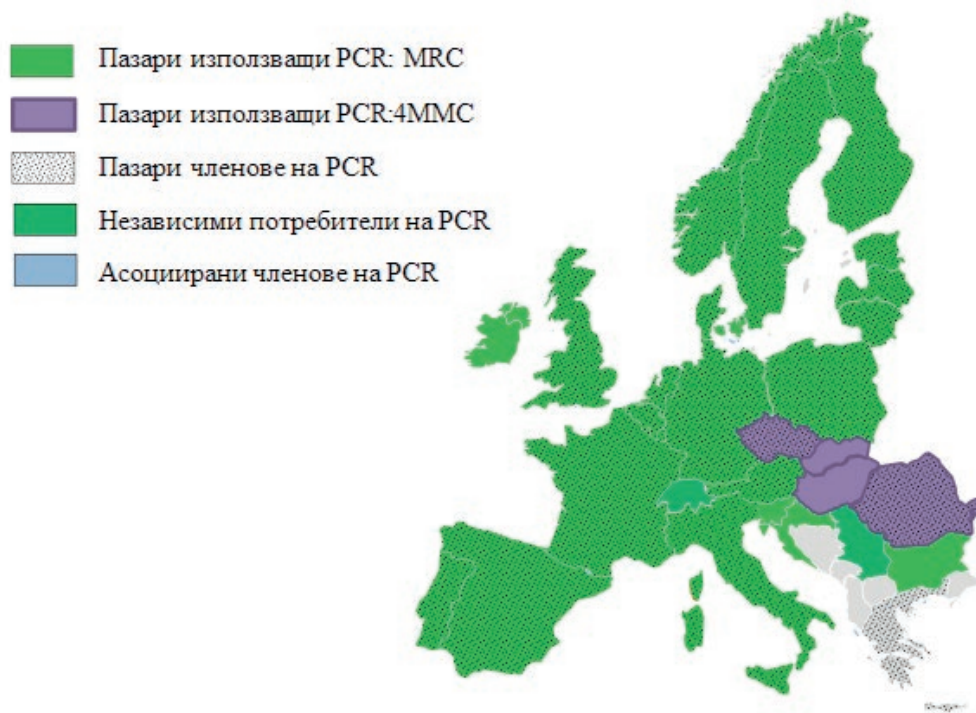 Пазари използващи PCR: MRC
Пазари използващи PCR:4MMC
Пазари членове на PCR
Независими потребители на PCR
Асоциирани членове на PCR